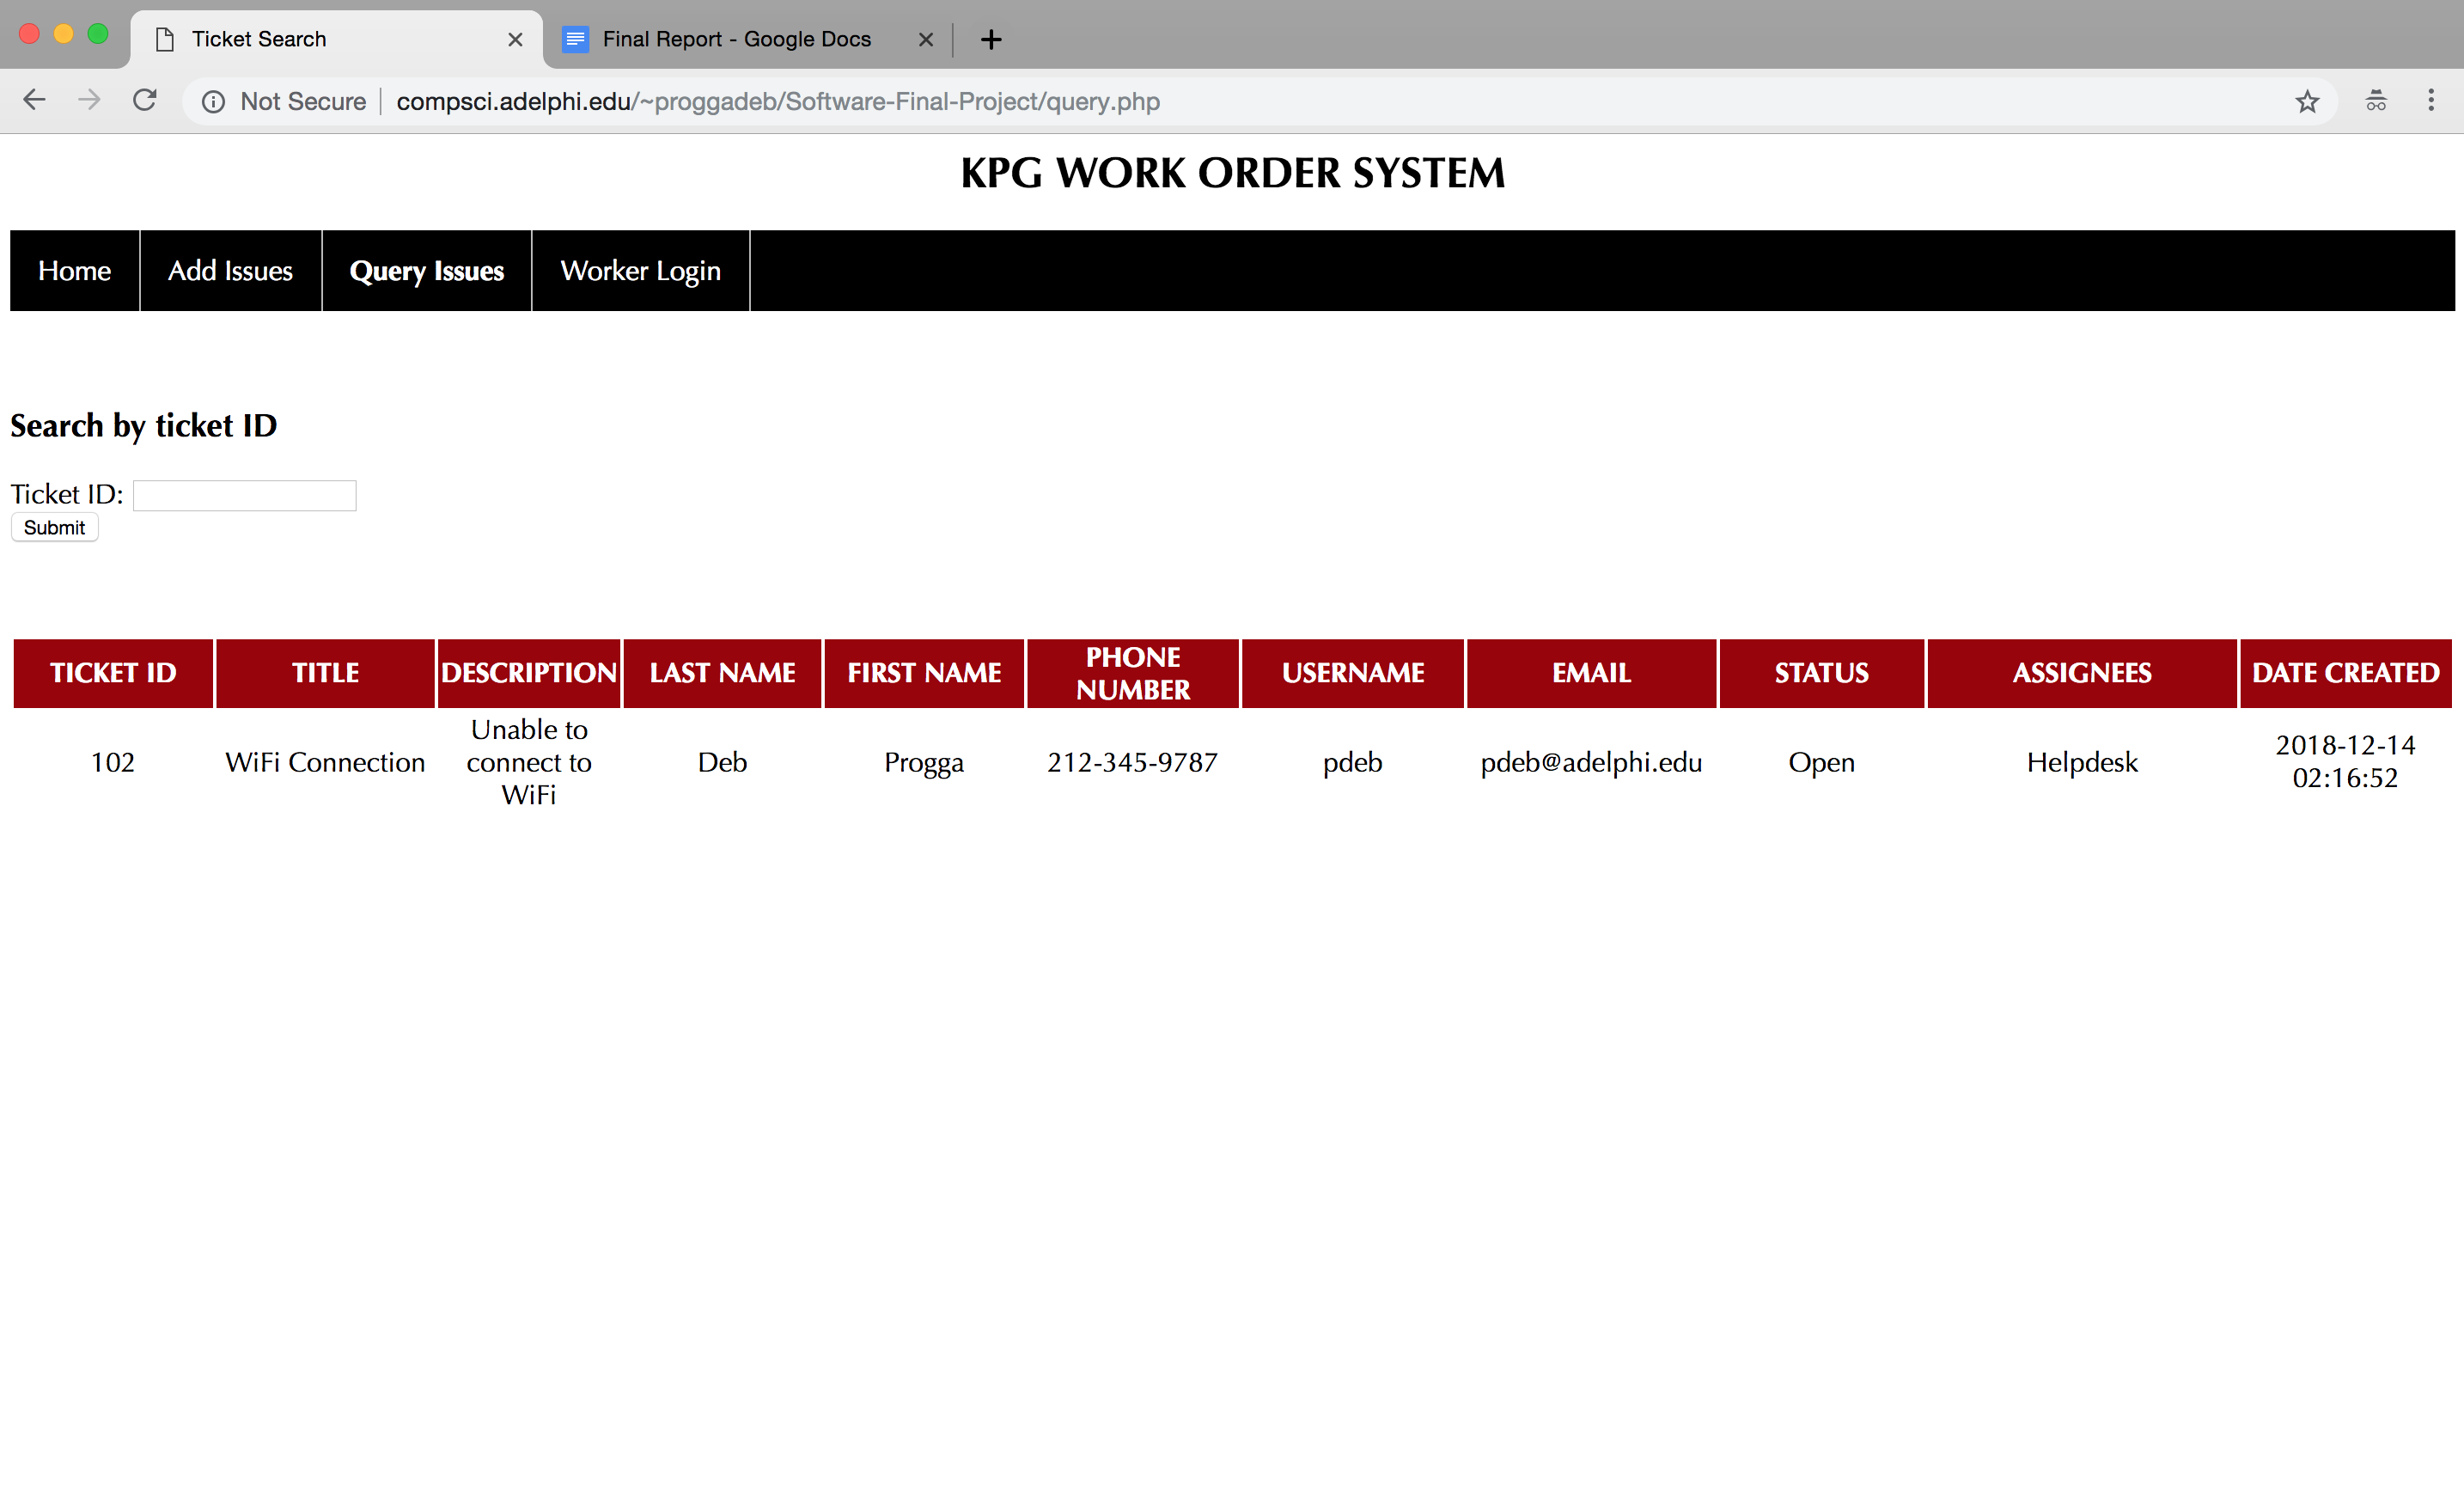 Ticket Search
Final Report - Google Docs
Not Secure | compsci.adelphi.edu/~proggadeb/Software-Final-Project/query.php
KPG WORK ORDER SYSTEM
Home Add Issues Query Issues Worker Login
Search by ticket ID
Ticket ID:
Submit
TICKET ID TITLE DESCRIPTION LAST NAME FIRST NAME PHONE NUMBER USERNAME EMAIL STATUS ASSIGNEES DATE CREATED
102 WiFi Connection Unable to connect to WiFi Deb Progga 212-345-9787 pdeb pdeb@adelphi.edu Open Helpdesk 2018-12-14 02:16:52